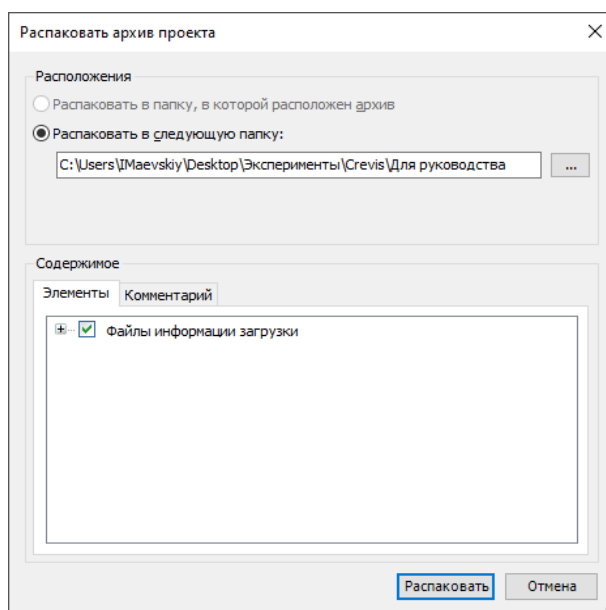 Распаковать архив проекта
Расположения
Распаковать в папку, в которой расположен архив
Распаковать в следующую папку:
C:\Users\IMaevskiy\Desktop\Эксперименты\Crevis\Для руководства
...
Содержимое
Элементы Комментарий
Файлы информации загрузки
Распаковать Отмена